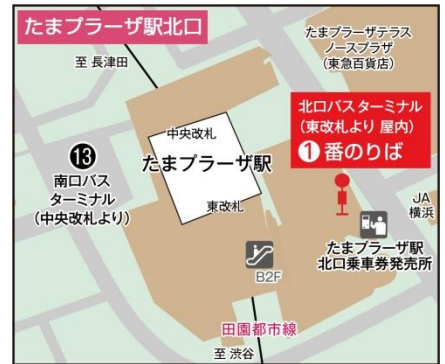 たまプラーザ駅北口
至 長津田
たまプラーザテラス
ノースプラザ
(東急百貨店)
北口バスターミナル
(東改札より 屋内)
❶番のりば
中央改札
たまプラーザ駅
東改札
⓭
南口バス
ターミナル
(中央改札より)
JA
横浜
たまプラーザ駅
北口乗車券発売所
B2F
田園都市線
至 渋谷